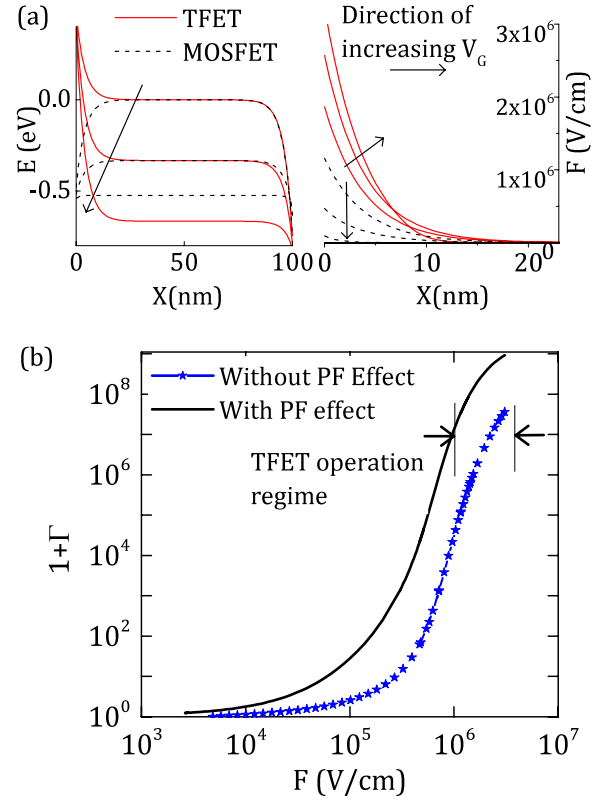 (a)
TFET
MOSFET
E (eV)
0.0
-0.5
0
50
100
X(nm)
Direction of
increasing V_G
3x10^6
2x10^6
1x10^6
F (V/cm)
0
10
20
X(nm)
(b)
Without PF Effect
With PF effect
TFET operation
regime
1+Γ
10^8
10^6
10^4
10^2
10^0
10^3
10^4
10^5
10^6
10^7
F (V/cm)